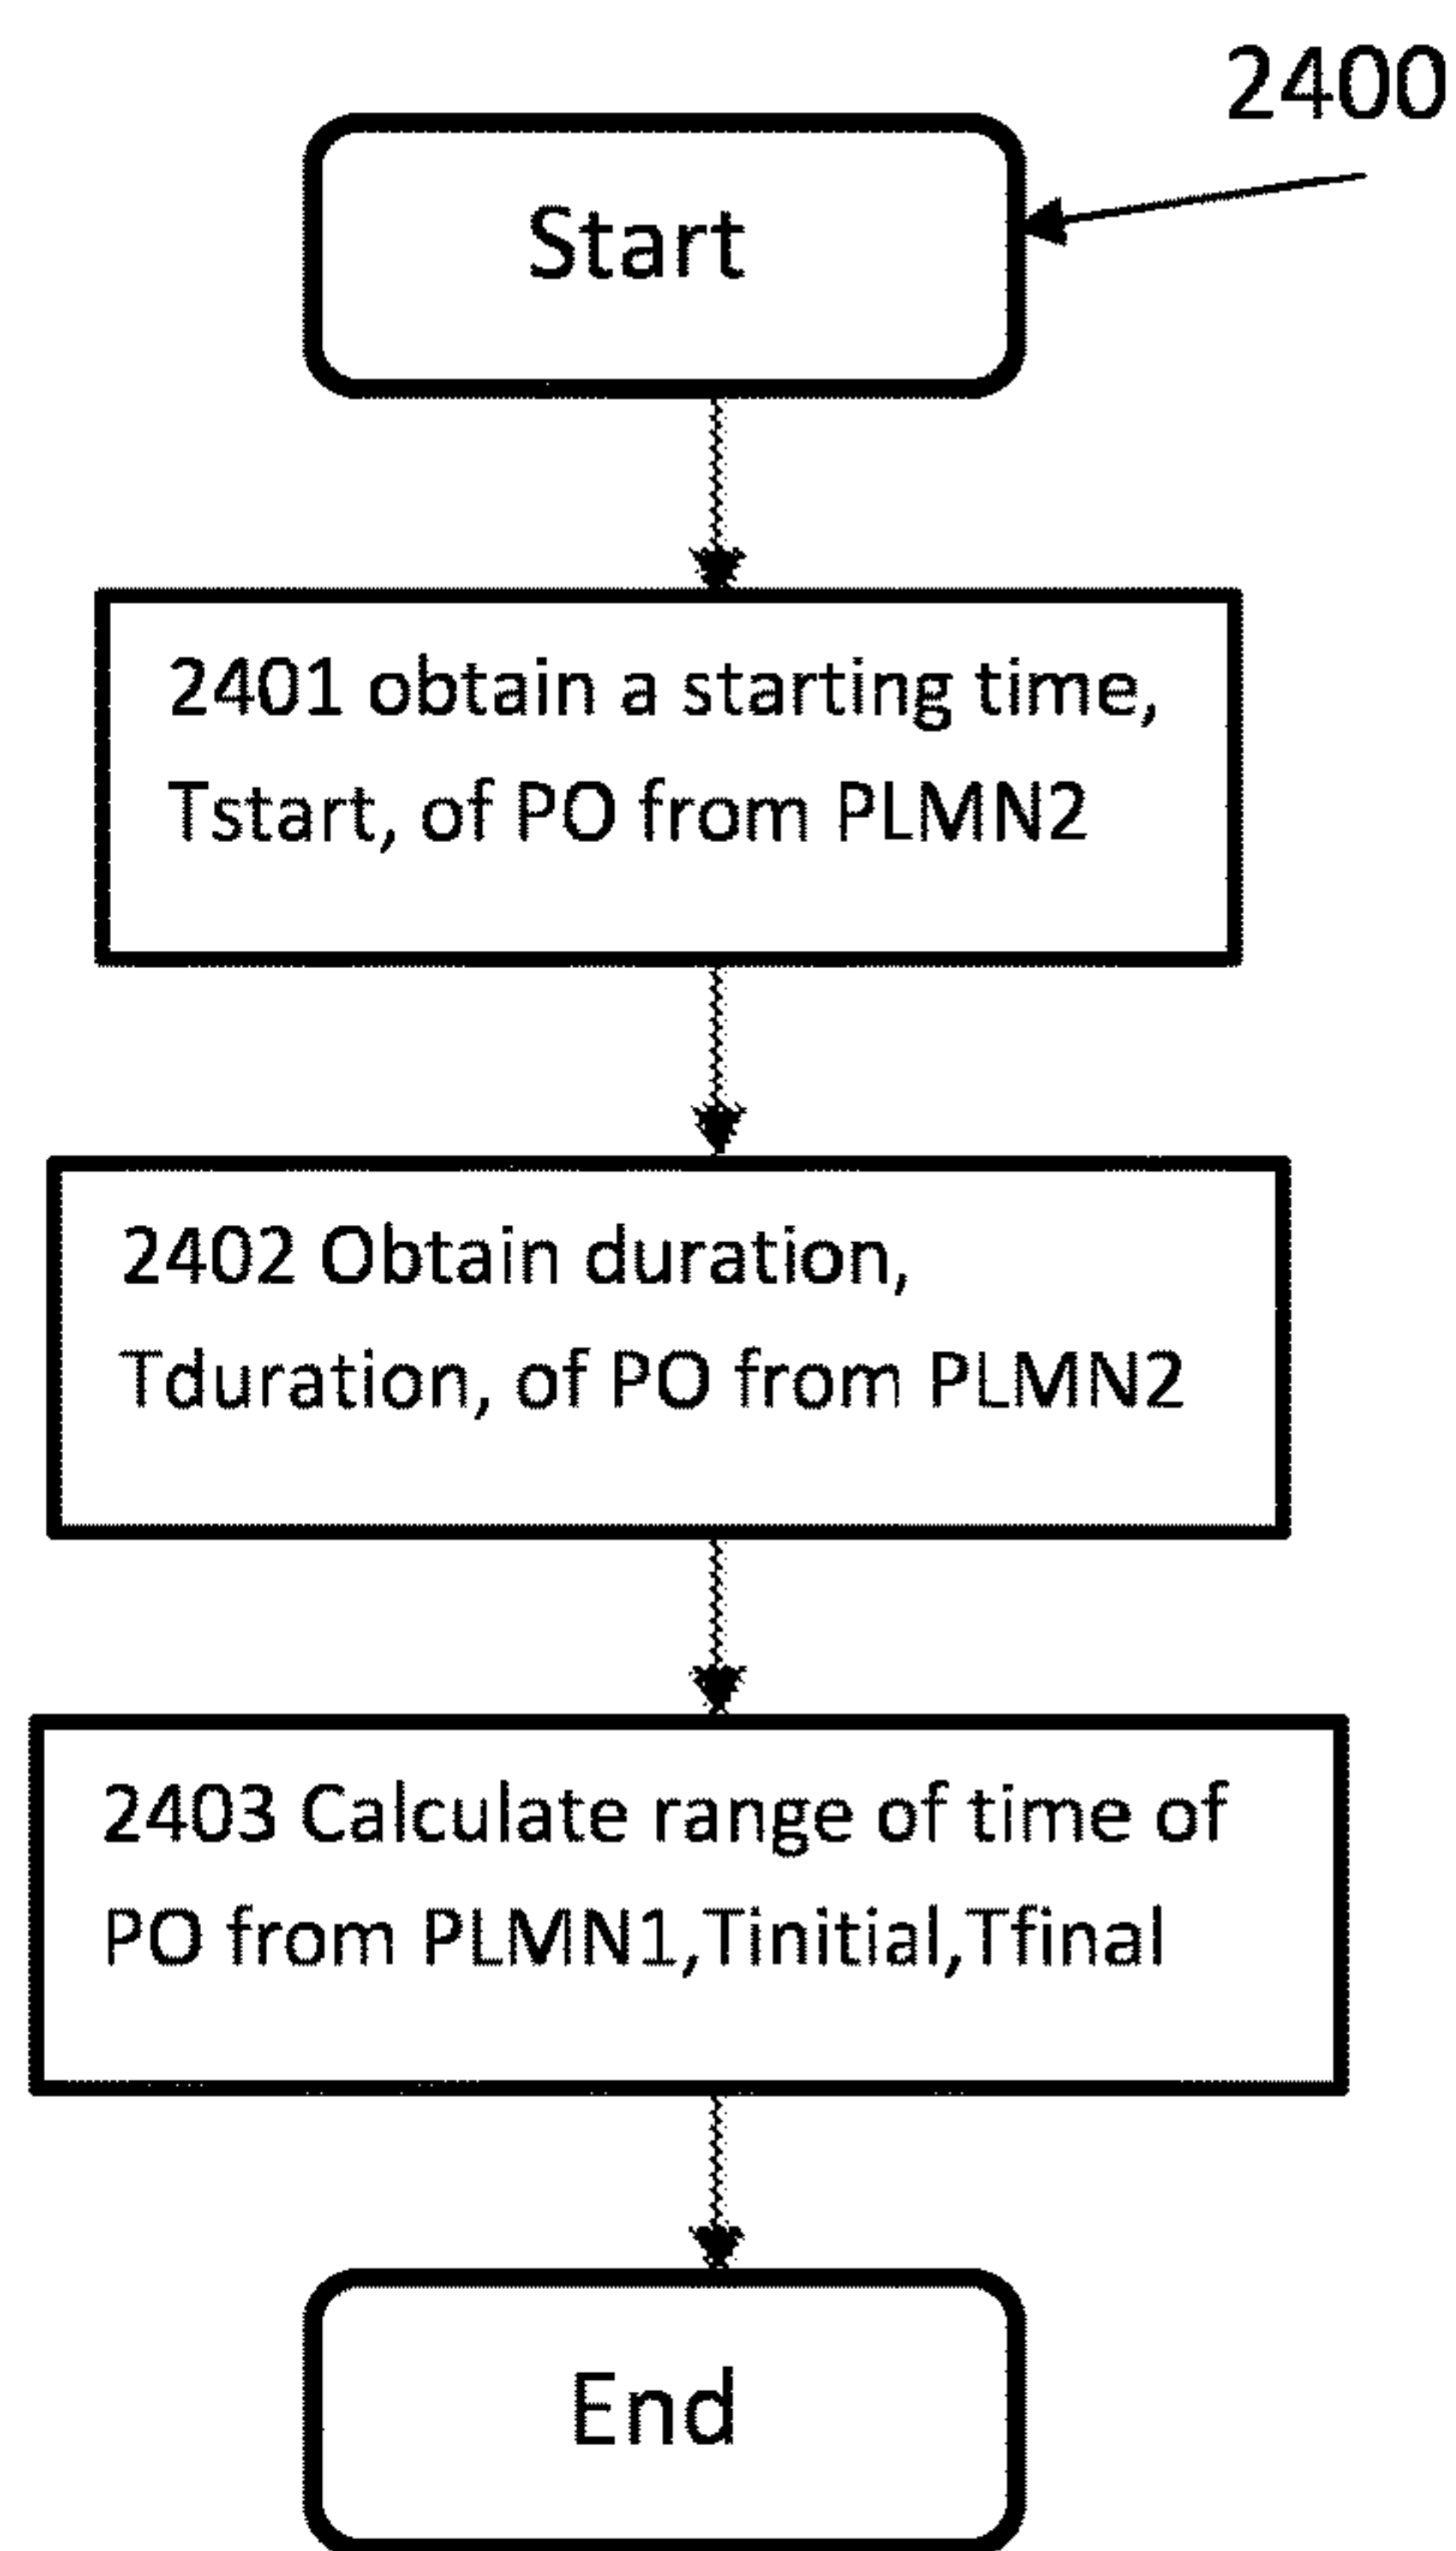 2400
Start
2401 obtain a starting time,
Tstart, of PO from PLMN2
2402 Obtain duration,
Tduration, of PO from PLMN2
2403 Calculate range of time of
PO from PLMN1,Tinitial,Tfinal
End